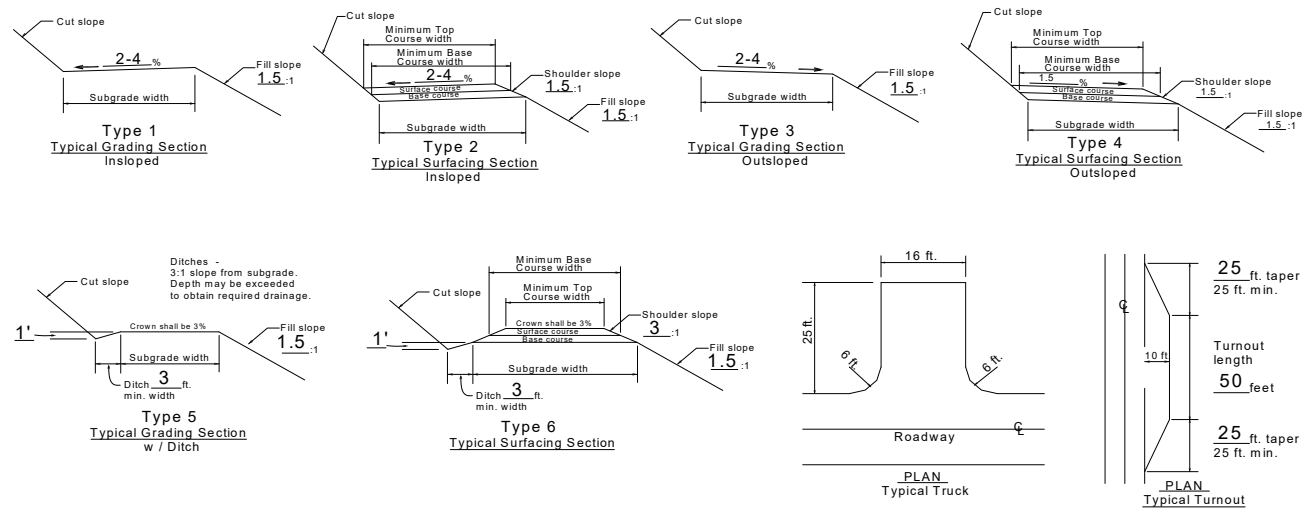 Cut slope
2-4 %
Fill slope
1.5 :1
Subgrade width
Type 1
Typical Grading Section
Insloped
Cut slope
Minimum Top
Course width
Minimum Base
Course width
2-4 %
Surface course
Base course
Shoulder slope
1.5 :1
Fill slope
1.5 :1
Subgrade width
Type 2
Typical Surfacing Section
Insloped
Cut slope
2-4 %
Fill slope
1.5 :1
Subgrade width
Type 3
Typical Grading Section
Outsloped
Cut slope
Minimum Top
Course width
Minimum Base
Course width
1.5 %
Surface course
Base course
Shoulder slope
1.5 :1
Fill slope
1.5 :1
Subgrade width
Type 4
Typical Surfacing Section
Outsloped
Ditches -
3:1 slope from subgrade.
Depth may be exceeded
to obtain required drainage.
Cut slope
1'
Crown shall be 3%
Fill slope
1.5 :1
Subgrade width
Ditch 3 ft.
min. width
Type 5
Typical Grading Section
w / Ditch
Minimum Base
Course width
Cut slope
Minimum Top
Course width
Crown shall be 3%
Surface course
Base course
Shoulder slope
3 :1
1'
Fill slope
1.5 :1
Subgrade width
Ditch 3 ft.
min. width
Type 6
Typical Surfacing Section
16 ft.
25 ft.
6 ft.
6 ft.
Roadway
℄
PLAN
Typical Truck
℄
25 ft. taper
25 ft. min.
10 ft
Turnout
length
50 feet
25 ft. taper
25 ft. min.
PLAN
Typical Turnout